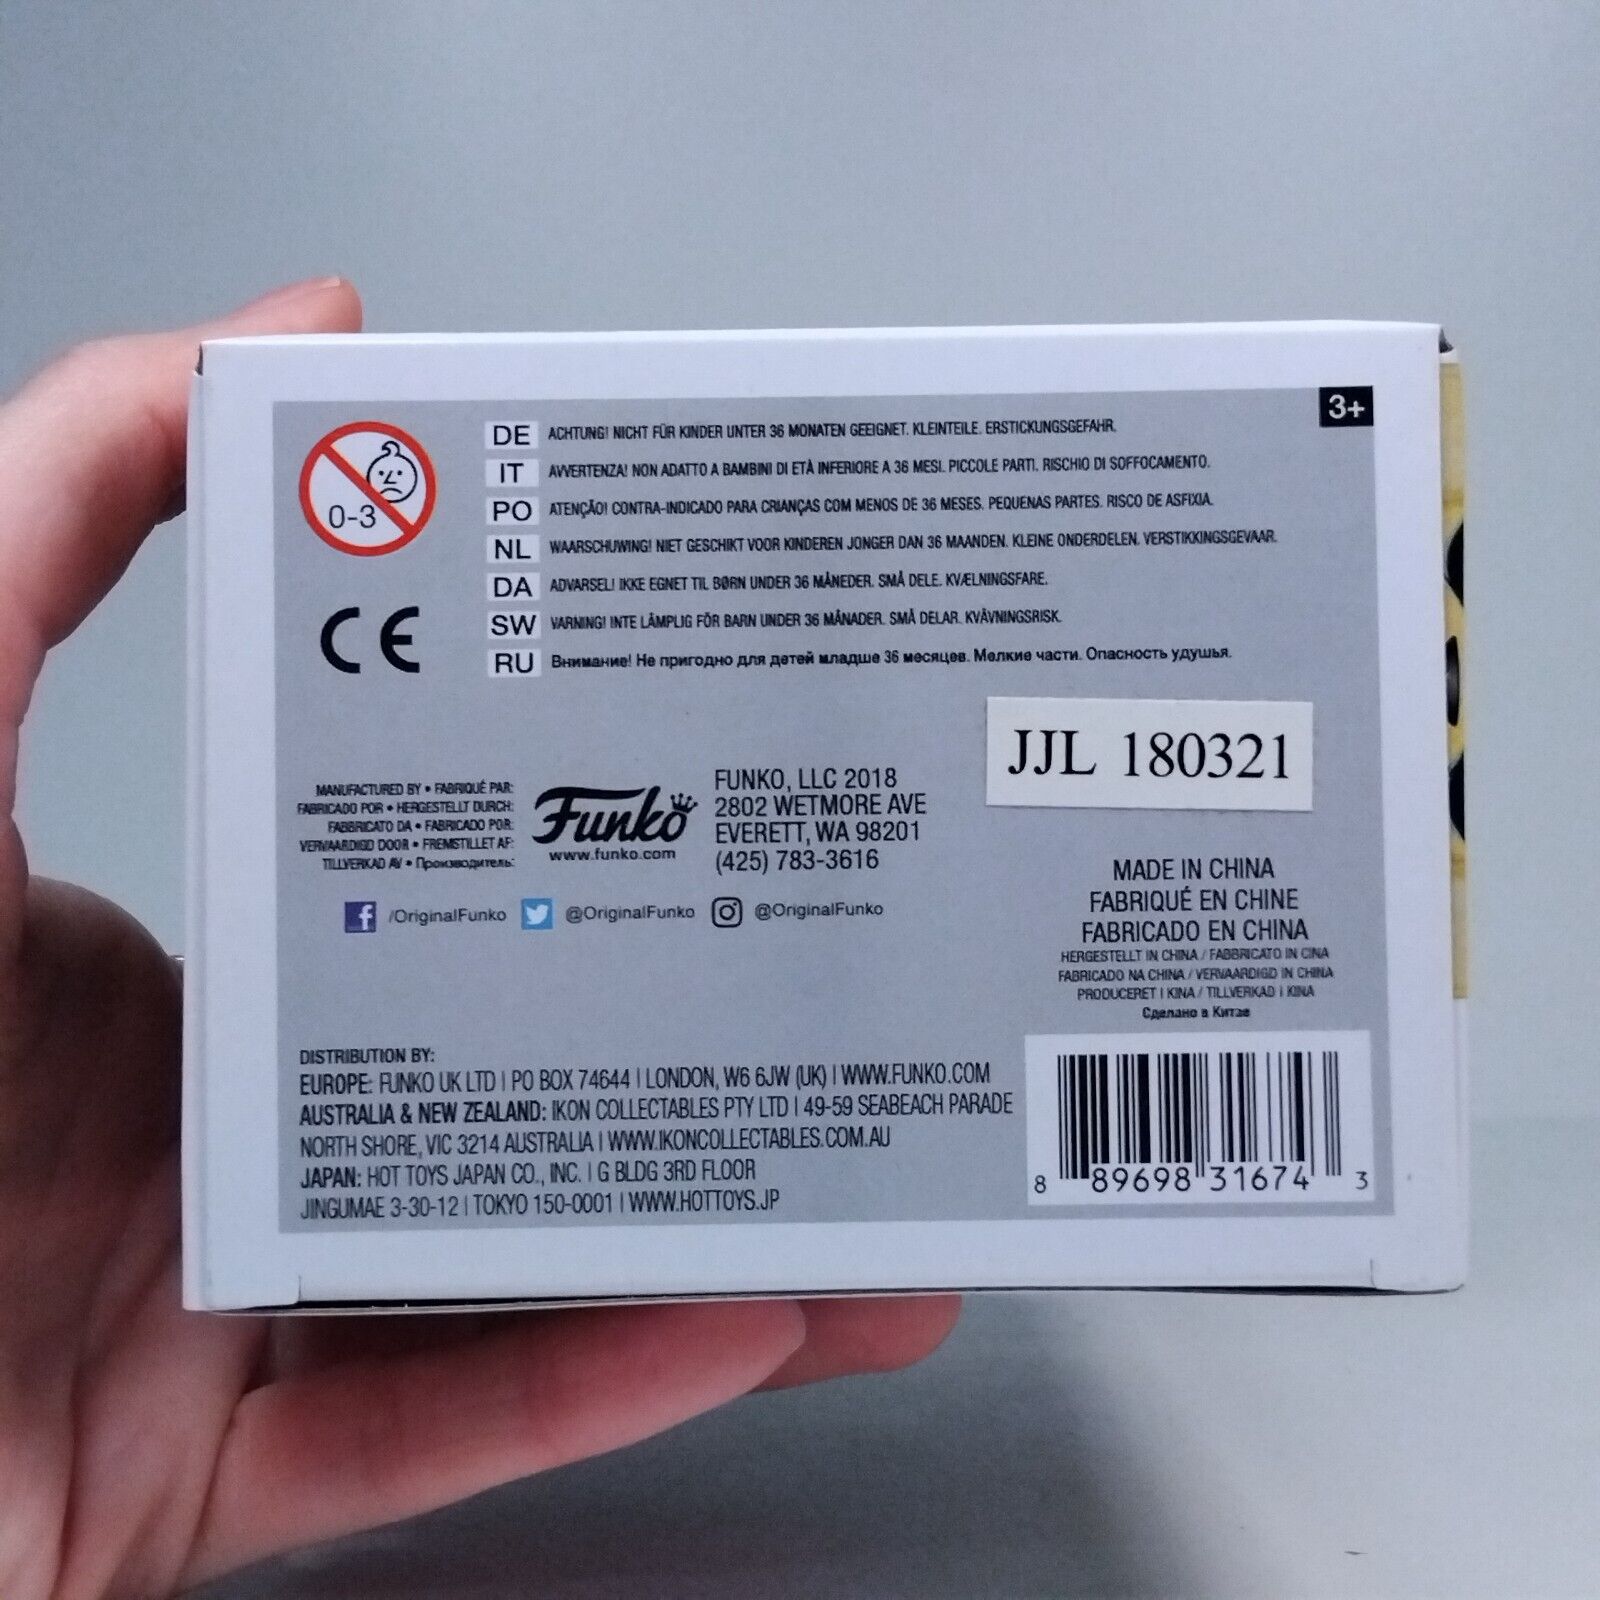 3+
0-3
DE ACHTUNG! NICHT FÜR KINDER UNTER 36 MONATEN GEEIGNET. KLEINTEILE. ERSTICKUNGSGEFAHR.
IT AVVERTENZA! NON ADATTO A BAMBINI DI ETÀ INFERIORE A 36 MESI. PICCOLE PARTI. RISCHIO DI SOFFOCAMENTO.
PO ATENÇÃO! CONTRA-INDICADO PARA CRIANÇAS COM MENOS DE 36 MESES. PEQUENAS PARTES. RISCO DE ASFIXIA.
NL WAARSCHUWING! NIET GESCHIKT VOOR KINDEREN JONGER DAN 36 MAANDEN. KLEINE ONDERDELEN. VERSTIKKINGSGEVAAR.
DA ADVARSEL! IKKE EGNET TIL BØRN UNDER 36 MÅNEDER. SMÅ DELE. KVÆLNINGSFARE.
SW VARNING! INTE LÄMPLIG FÖR BARN UNDER 36 MÅNADER. SMÅ DELAR. KVÄVNINGSRISK.
RU Внимание! Не пригодно для детей младше 36 месяцев. Мелкие части. Опасность удушья.
CE
JJL 180321
MANUFACTURED BY • FABRIQUÉ PAR:
FABRICADO POR • HERGESTELLT DURCH:
FABBRICATO DA • FABRICADO POR:
VERVAARDIGD DOOR • FREMSTILLET AF:
TILLVERKAD AV • Производитель:
Funko
www.funko.com
FUNKO, LLC 2018
2802 WETMORE AVE
EVERETT, WA 98201
(425) 783-3616
/OriginalFunko @OriginalFunko @OriginalFunko
MADE IN CHINA
FABRIQUÉ EN CHINE
FABRICADO EN CHINA
HERGESTELLT IN CHINA / FABBRICATO IN CINA
FABRICADO NA CHINA / VERVAARDIGD IN CHINA
PRODUCERET I KINA / TILLVERKAD I KINA
Сделано в Китае
DISTRIBUTION BY:
EUROPE: FUNKO UK LTD | PO BOX 74644 | LONDON, W6 6JW (UK) | WWW.FUNKO.COM
AUSTRALIA & NEW ZEALAND: IKON COLLECTABLES PTY LTD | 49-59 SEABEACH PARADE
NORTH SHORE, VIC 3214 AUSTRALIA | WWW.IKONCOLLECTABLES.COM.AU
JAPAN: HOT TOYS JAPAN CO., INC. | G BLDG 3RD FLOOR
JINGUMAE 3-30-12 | TOKYO 150-0001 | WWW.HOTTOYS.JP
8 89698 31674 3